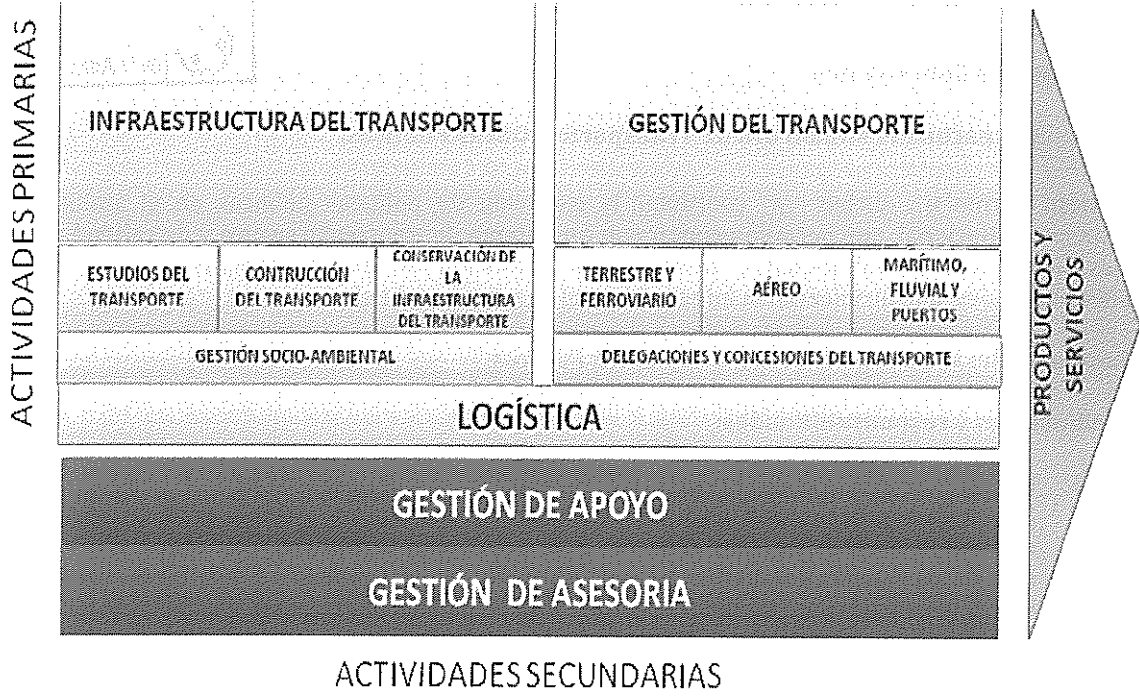 ACTIVIDADES PRIMARIAS
INFRAESTRUCTURA DEL TRANSPORTE
GESTIÓN DEL TRANSPORTE
ESTUDIOS DEL
TRANSPORTE
CONTRUCCIÓN
DEL TRANSPORTE
CONSERVACIÓN DE
LA
INFRAESTRUCTURA
DEL TRANSPORTE
TERRESTRE Y
FERROVIARIO
AÉREO
MARÍTIMO,
FLUVIAL Y
PUERTOS
GESTIÓN SOCIO-AMBIENTAL
DELEGACIONES Y CONCESIONES DEL TRANSPORTE
LOGÍSTICA
GESTIÓN DE APOYO
GESTIÓN DE ASESORIA
PRODUCTOS Y
SERVICIOS
ACTIVIDADES SECUNDARIAS